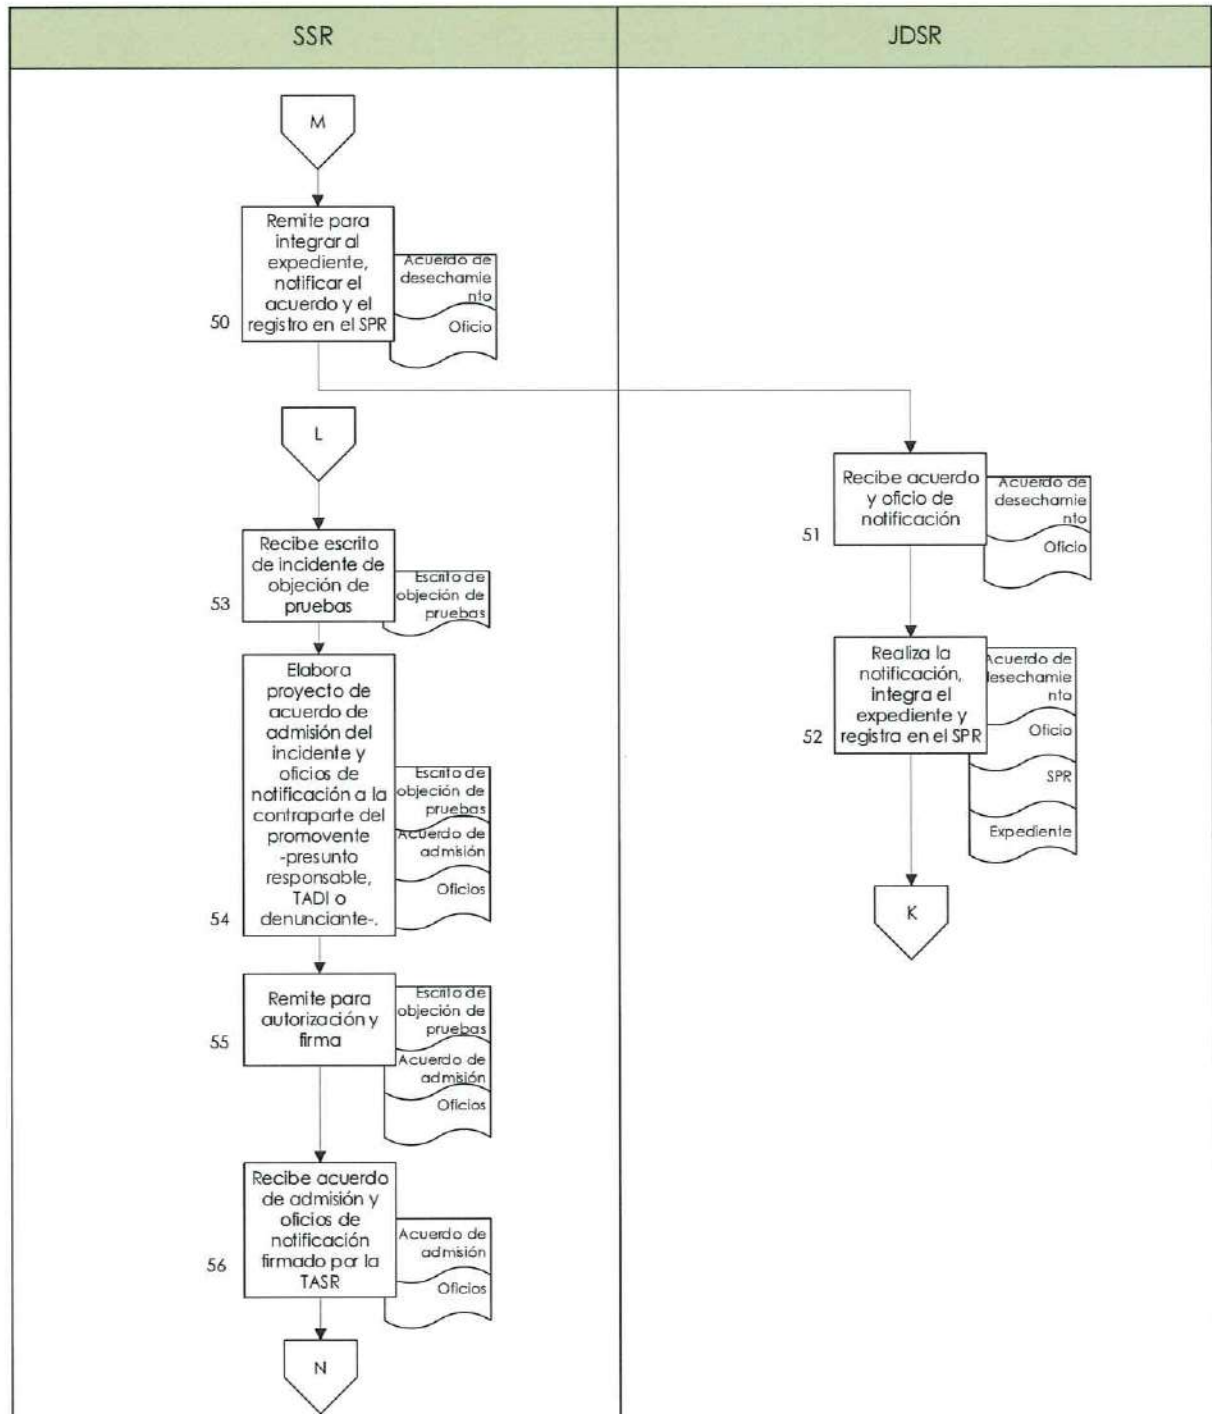 SSR
JDSR
M
Remite para
integrar al
expediente,
notificar el
acuerdo y el
registro en el SPR
50
Acuerdo de
desechamie
nto
Oficio
L
Recibe acuerdo
y oficio de
notificación
51
Acuerdo de
desechamie
nto
Oficio
Recibe escrito
de incidente de
objeción de
pruebas
53
Escrito de
objeción de
pruebas
Realiza la
notificación,
integra el
expediente y
registra en el SPR
52
Acuerdo de
desechamie
nto
Oficio
SPR
Expediente
K
Elabora
proyecto de
acuerdo de
admisión del
incidente y
oficios de
notificación a la
contraparte del
promovente
-presunto
responsable,
TADI o
denunciante-.
54
Escrito de
objeción de
pruebas
Acuerdo de
admisión
Oficios
Remite para
autorización y
firma
55
Escrito de
objeción de
pruebas
Acuerdo de
admisión
Oficios
Recibe acuerdo
de admisión y
oficios de
notificación
firmado por la
TASR
56
Acuerdo de
admisión
Oficios
N